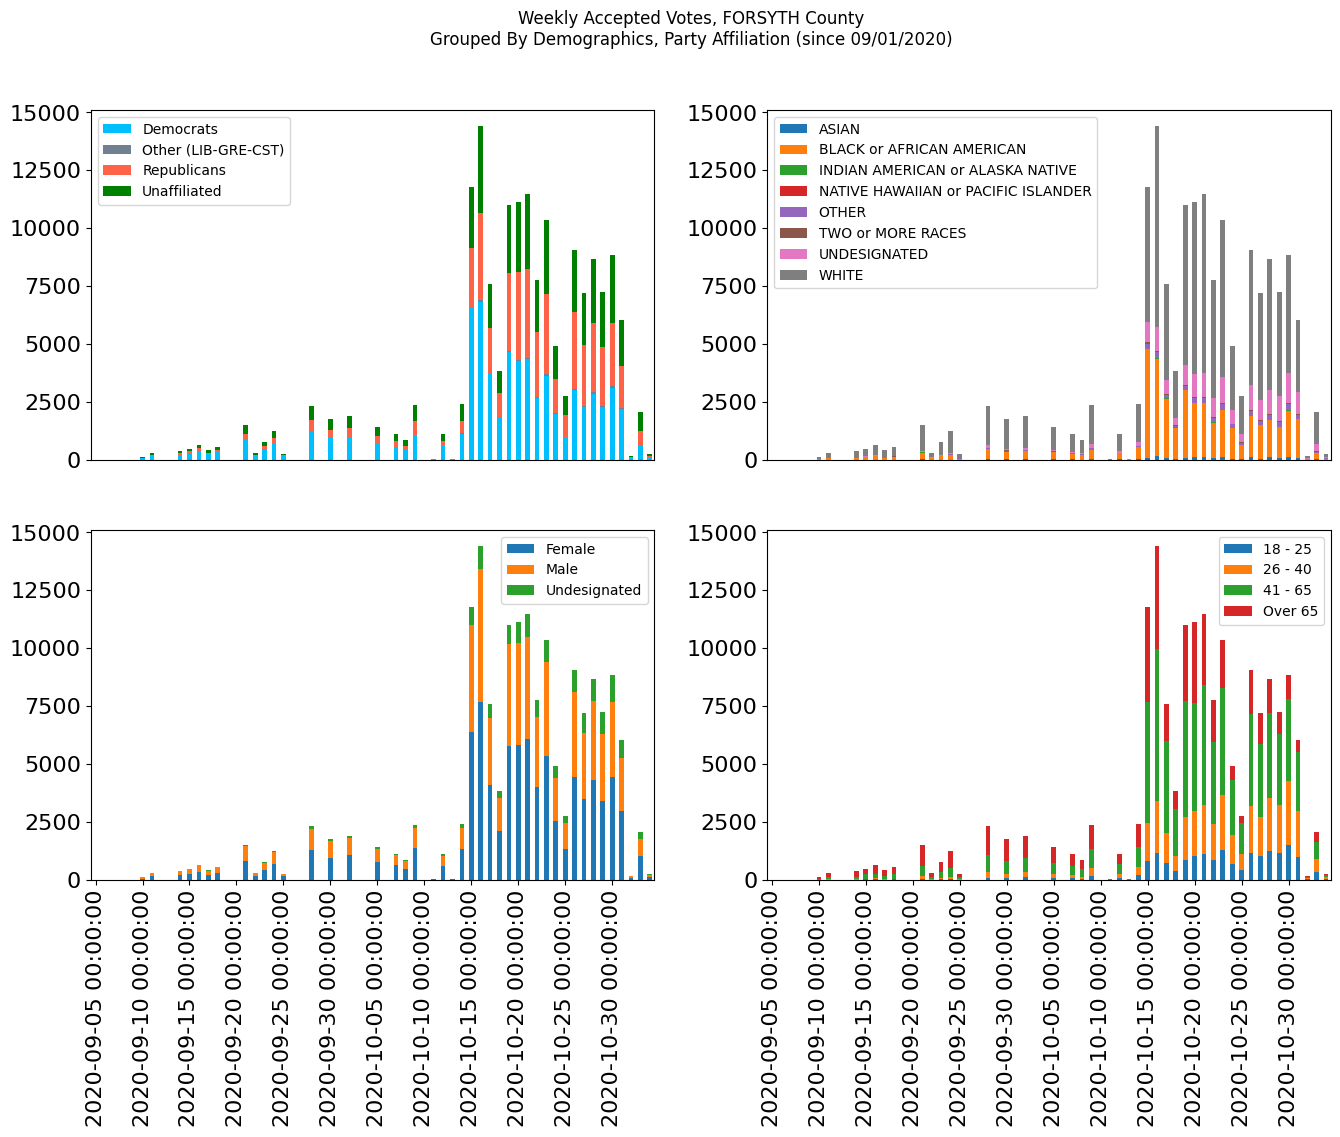 Weekly Accepted Votes, FORSYTH County
Grouped By Demographics, Party Affiliation (since 09/01/2020)
15000
12500
10000
7500
5000
2500
0
Democrats
Other (LIB-GRE-CST)
Republicans
Unaffiliated
15000
12500
10000
7500
5000
2500
0
ASIAN
BLACK or AFRICAN AMERICAN
INDIAN AMERICAN or ALASKA NATIVE
NATIVE HAWAIIAN or PACIFIC ISLANDER
OTHER
TWO or MORE RACES
UNDESIGNATED
WHITE
15000
12500
10000
7500
5000
2500
0
Female
Male
Undesignated
2020-09-05 00:00:00
2020-09-10 00:00:00
2020-09-15 00:00:00
2020-09-20 00:00:00
2020-09-25 00:00:00
2020-09-30 00:00:00
2020-10-05 00:00:00
2020-10-10 00:00:00
2020-10-15 00:00:00
2020-10-20 00:00:00
2020-10-25 00:00:00
2020-10-30 00:00:00
15000
12500
10000
7500
5000
2500
0
18 - 25
26 - 40
41 - 65
Over 65
2020-09-05 00:00:00
2020-09-10 00:00:00
2020-09-15 00:00:00
2020-09-20 00:00:00
2020-09-25 00:00:00
2020-09-30 00:00:00
2020-10-05 00:00:00
2020-10-10 00:00:00
2020-10-15 00:00:00
2020-10-20 00:00:00
2020-10-25 00:00:00
2020-10-30 00:00:00